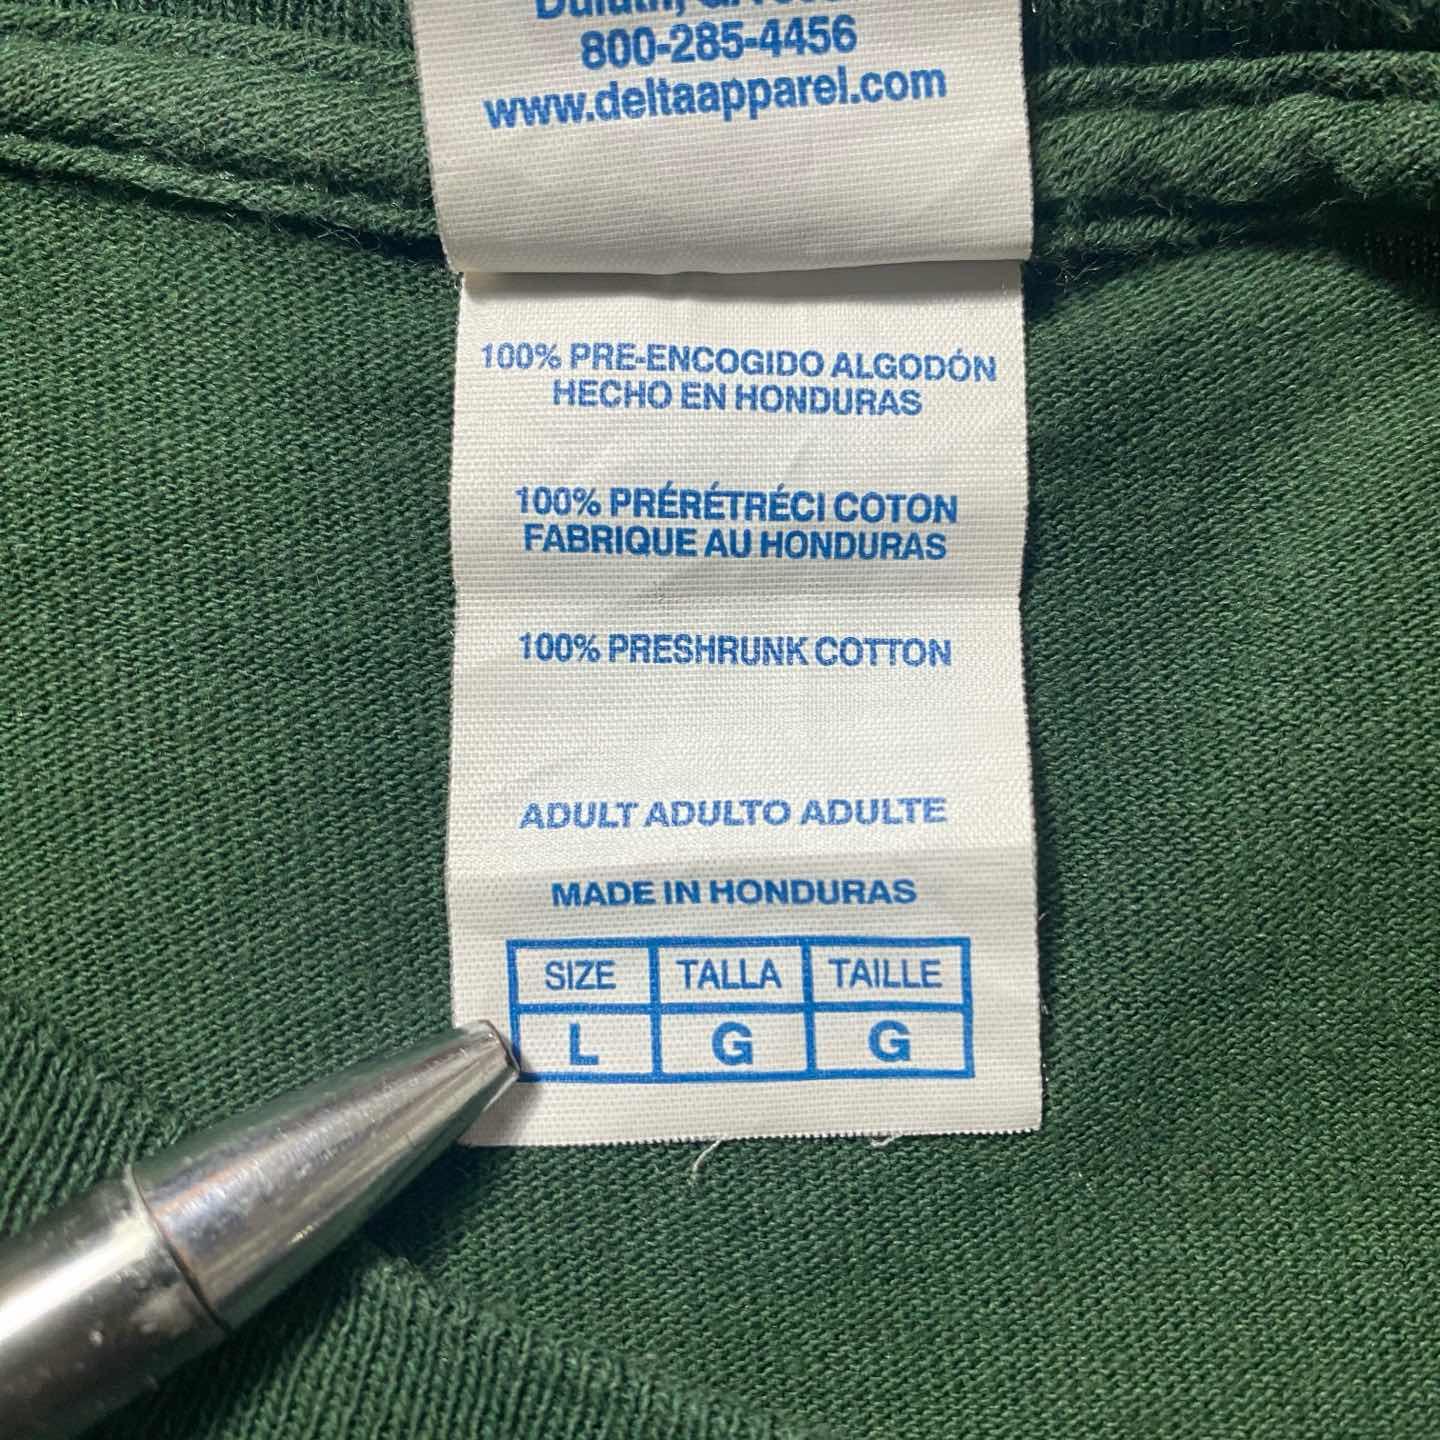 Duluth,
800-285-4456
www.deltaapparel.com
100% PRE-ENCOGIDO ALGODÓN
HECHO EN HONDURAS
100% PRÉRÉTRÉCI COTON
FABRIQUE AU HONDURAS
100% PRESHRUNK COTTON
ADULT ADULTO ADULTE
MADE IN HONDURAS
SIZE TALLA TAILLE
L G G